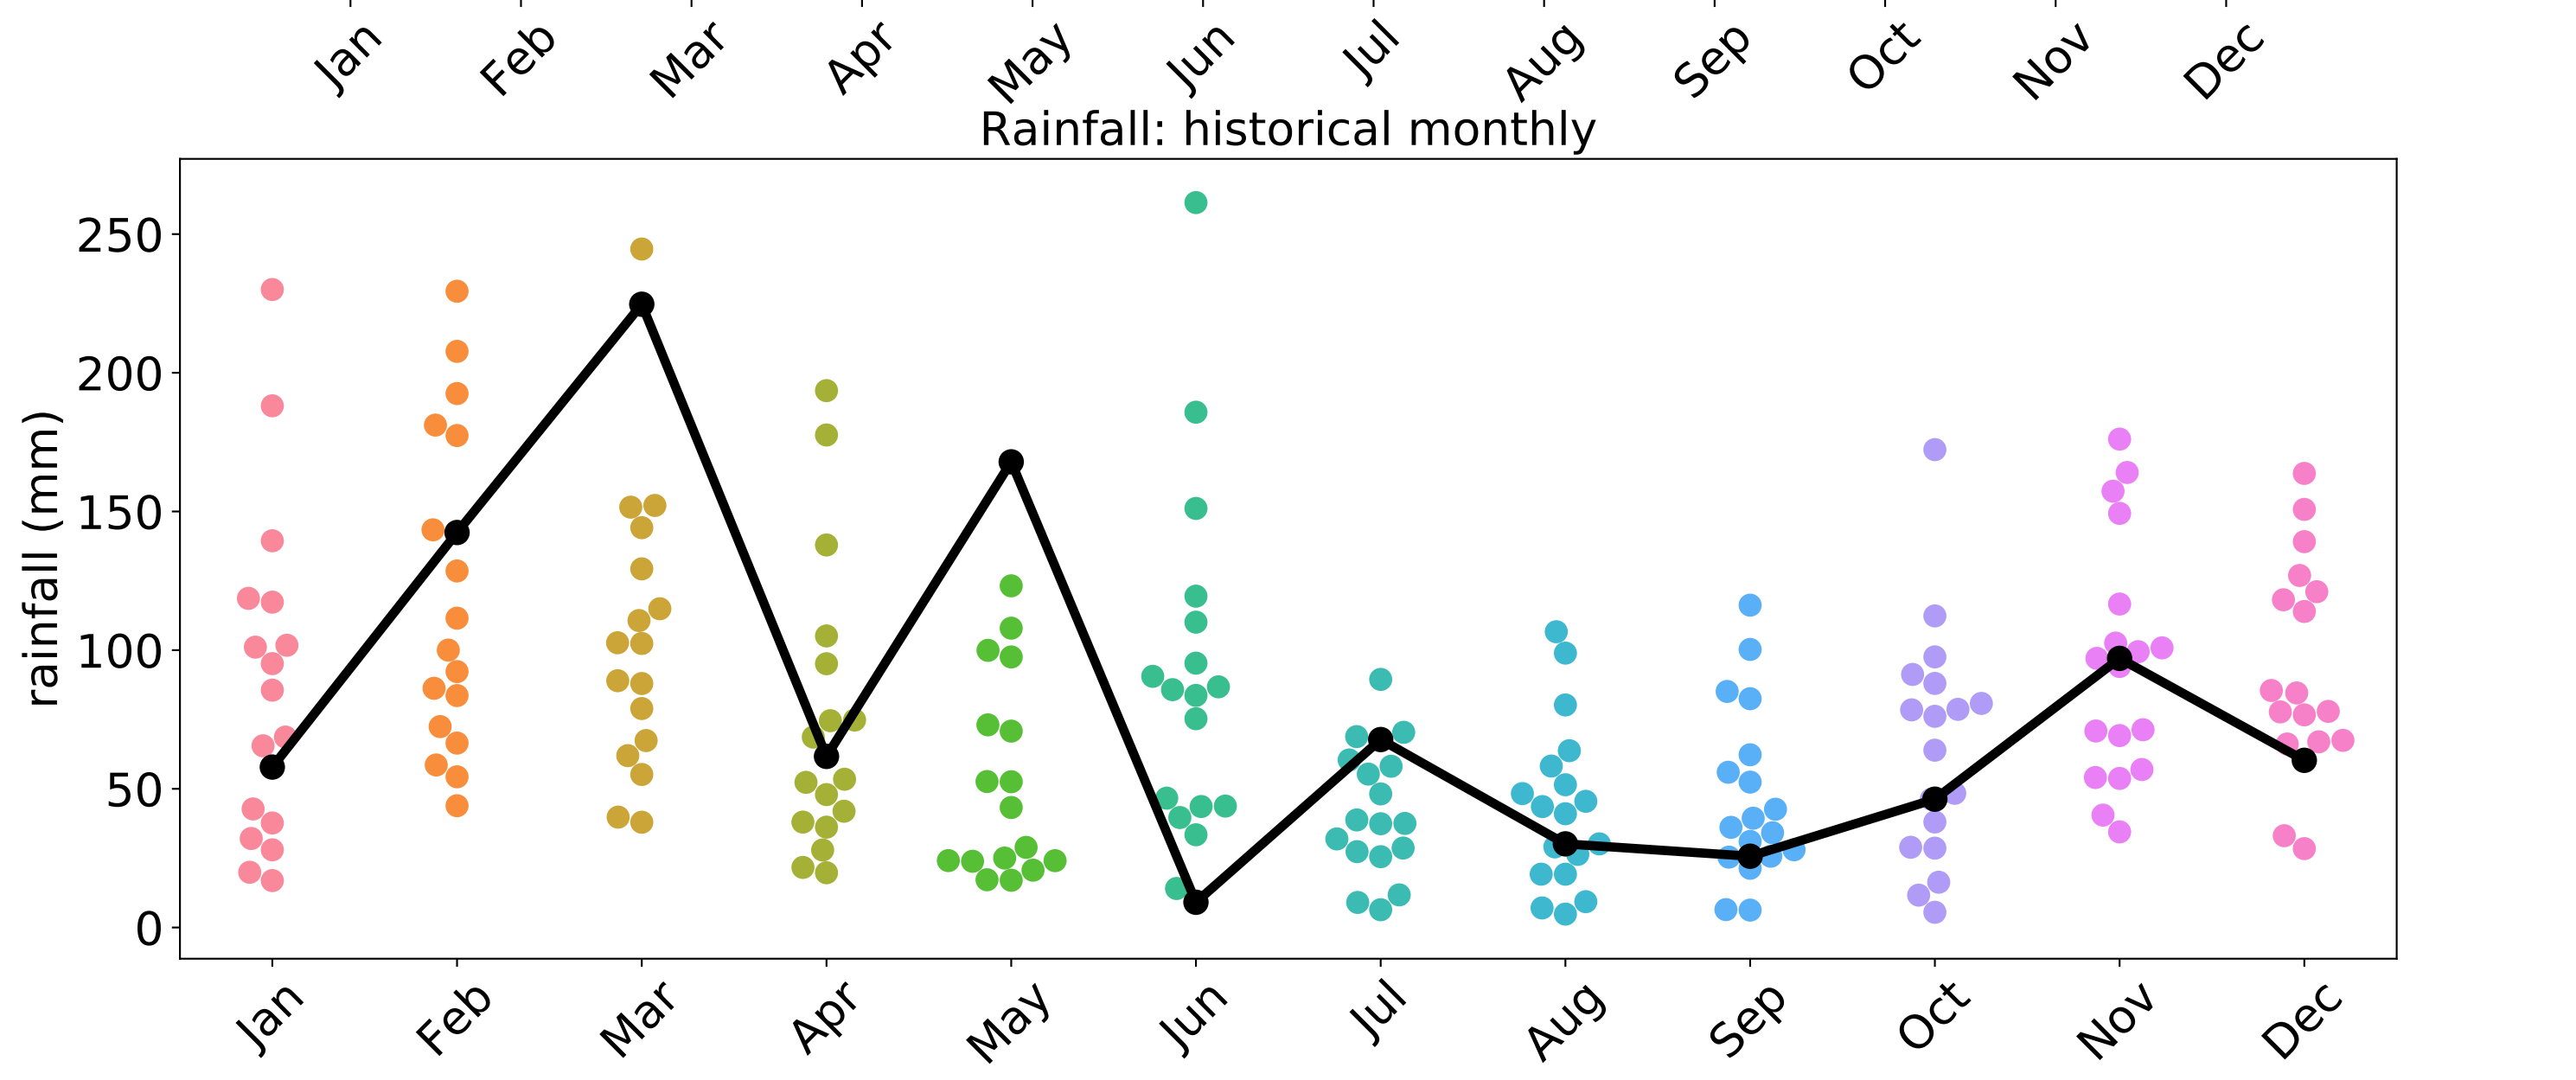 Jan Feb Mar Apr May Jun Jul Aug Sep Oct Nov Dec
Rainfall: historical monthly
rainfall (mm)
250
200
150
100
50
0
Jan Feb Mar Apr May Jun Jul Aug Sep Oct Nov Dec